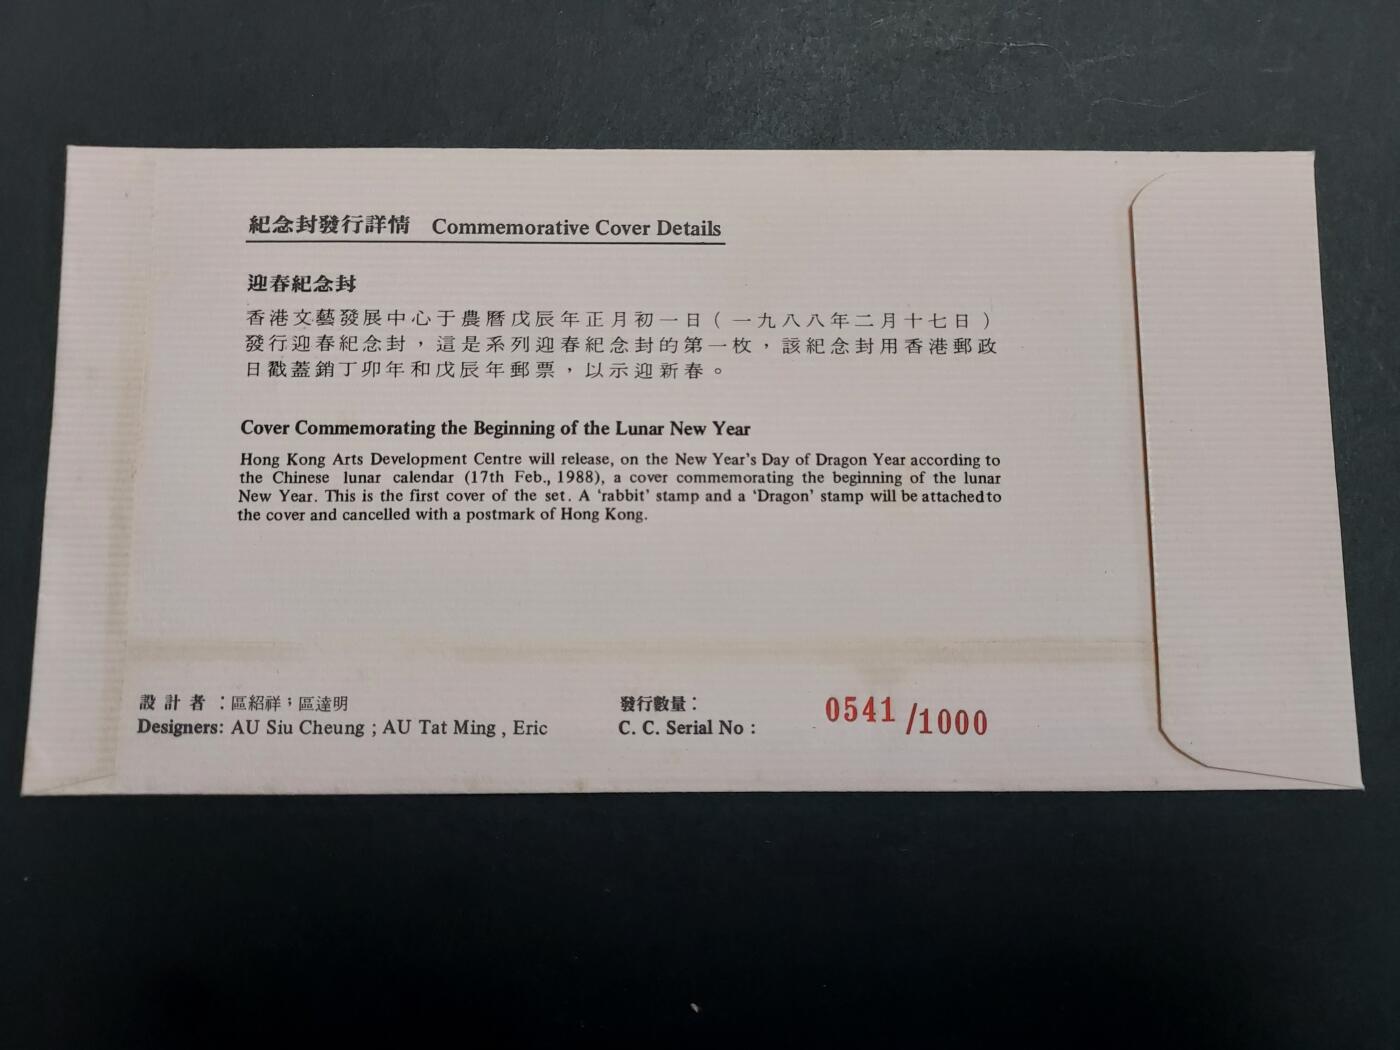 紀念封發行詳情 Commemorative Cover Details
迎春紀念封
香港文藝發展中心于農曆戊辰年正月初一日（一九八八年二月十七日）
發行迎春紀念封，這是系列迎春紀念封的第一枚，該紀念封用香港郵政
日戳蓋銷丁卯年和戊辰年郵票，以示迎新春。
Cover Commemorating the Beginning of the Lunar New Year
Hong Kong Arts Development Centre will release, on the New Year's Day of Dragon Year according to
the Chinese lunar calendar (17th Feb., 1988), a cover commemorating the beginning of the lunar
New Year. This is the first cover of the set. A 'rabbit' stamp and a 'Dragon' stamp will be attached to
the cover and cancelled with a postmark of Hong Kong.
設計者：區紹祥；區達明
Designers: AU Siu Cheung ; AU Tat Ming , Eric
發行數量：
C. C. Serial No : 0541 /1000